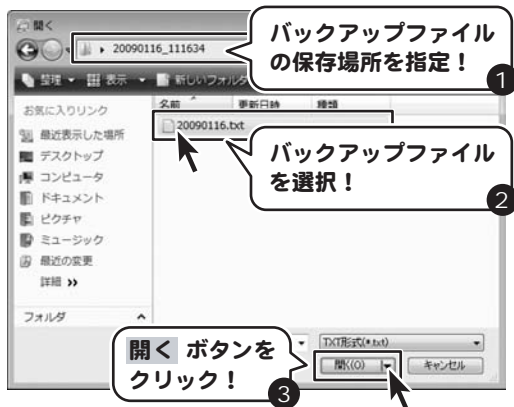 開く
20090116_111634
バックアップファイル
の保存場所を指定！
1
整理 表示 新しいフォルダ
お気に入りリンク
名前 更新日時 種類
最近表示した場所
20090116.txt
デスクトップ
バックアップファイル
を選択！
2
コンピュータ
ドキュメント
ピクチャ
ミュージック
最近の変更
詳細 »
フォルダ
TXT形式(*.txt)
開く ボタンを
クリック！
3
開く(O)
キャンセル